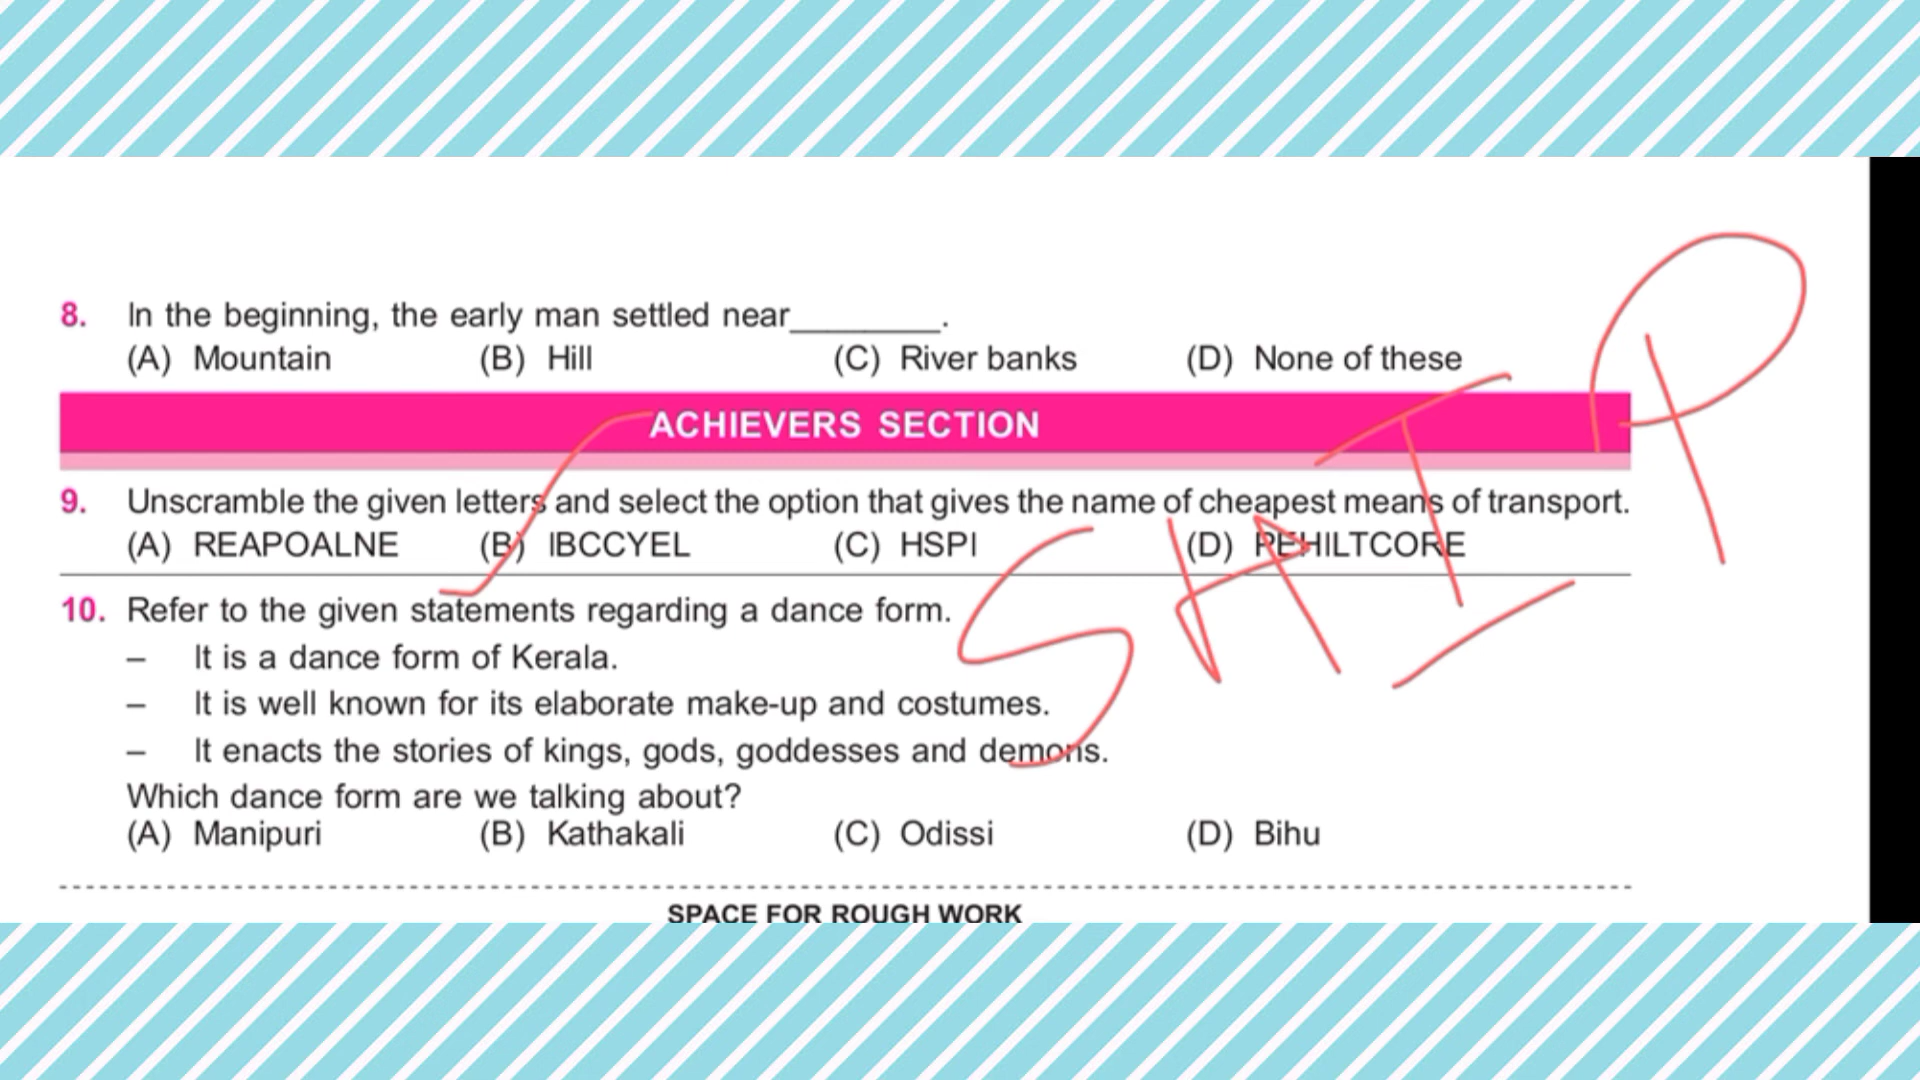 8. In the beginning, the early man settled near________.
(A) Mountain (B) Hill (C) River banks (D) None of these
ACHIEVERS SECTION
9. Unscramble the given letters and select the option that gives the name of cheapest means of transport.
(A) REAPOALNE (B) IBCCYEL (C) HSPI (D) PEHILTCORE
SHIP
10. Refer to the given statements regarding a dance form.
– It is a dance form of Kerala.
– It is well known for its elaborate make-up and costumes.
– It enacts the stories of kings, gods, goddesses and demons.
Which dance form are we talking about?
(A) Manipuri (B) Kathakali (C) Odissi (D) Bihu
SPACE FOR ROUGH WORK